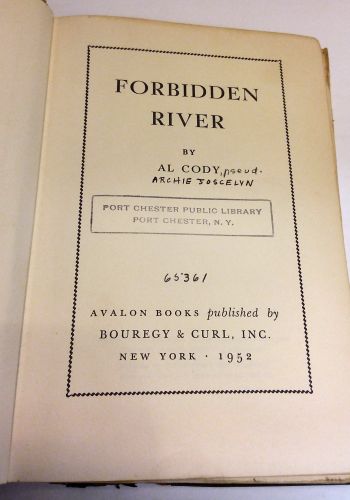 FORBIDDEN
RIVER
BY
AL CODY, pseud.
ARCHIE JOSCELYN
PORT CHESTER PUBLIC LIBRARY
PORT CHESTER, N. Y.
65361
AVALON BOOKS published by
BOUREGY & CURL, INC.
NEW YORK · 1952